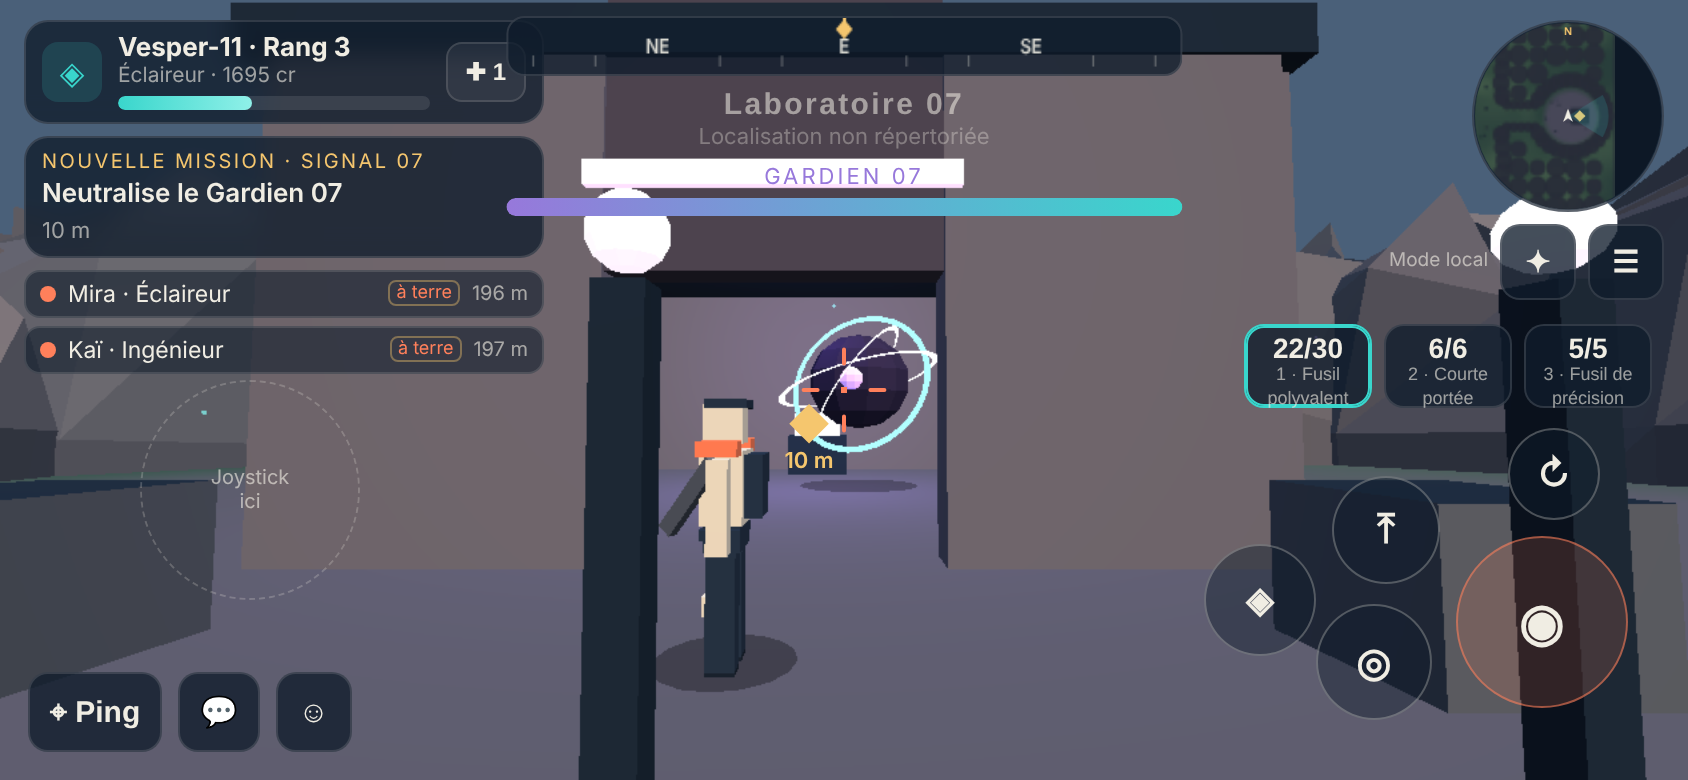 Vesper-11 · Rang 3
Éclaireur · 1695 cr
✚ 1
NE
E
SE
N
Laboratoire 07
Localisation non répertoriée
NOUVELLE MISSION · SIGNAL 07
Neutralise le Gardien 07
10 m
GARDIEN 07
Mira · Éclaireur
à terre
196 m
Kaï · Ingénieur
à terre
197 m
Mode local
22/30
1 · Fusil
polyvalent
6/6
2 · Courte
portée
5/5
3 · Fusil de
précision
10 m
Joystick
ici
Ping